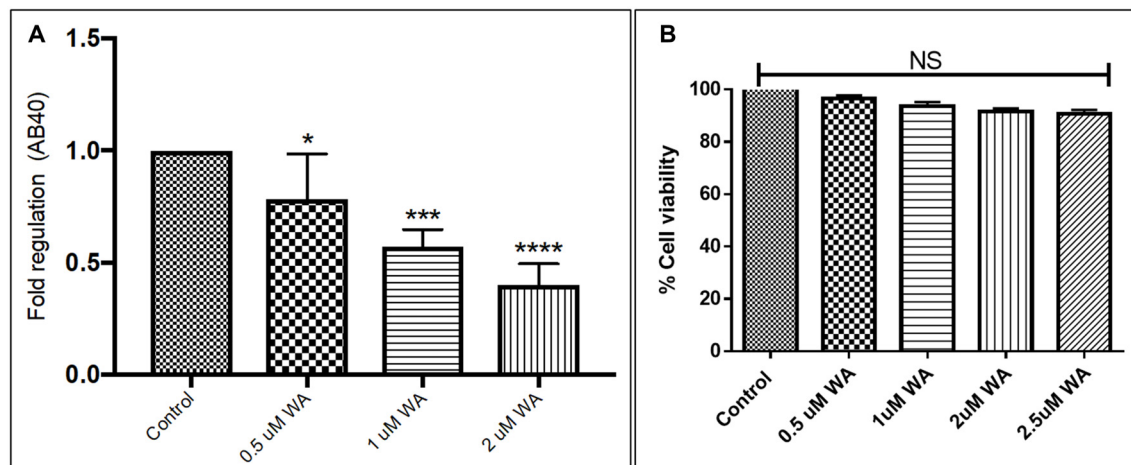 A
Fold regulation (AB40)
1.5
1.0
0.5
0.0
*
***
****
Control
0.5 uM WA
1 uM WA
2 uM WA
B
NS
% Cell viability
100
80
60
40
20
0
Control
0.5 uM WA
1uM WA
2uM WA
2.5uM WA